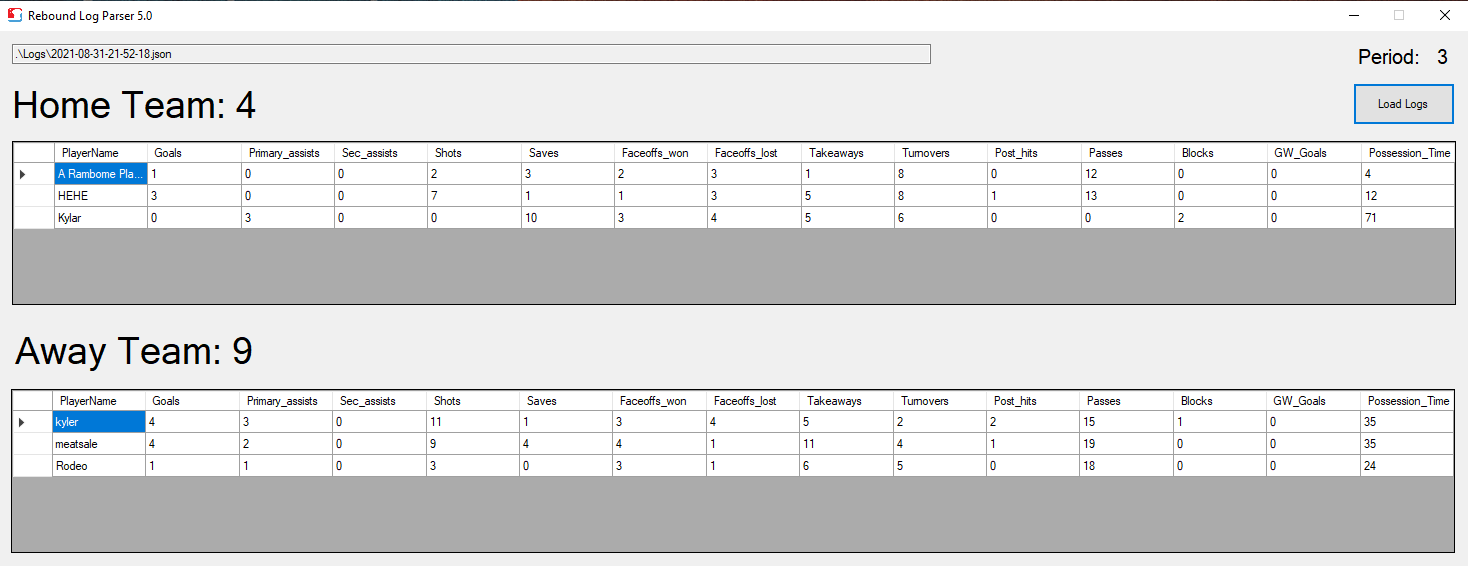 Rebound Log Parser 5.0
.\Logs\2021-08-31-21-52-18.json
Period: 3
Home Team: 4
Load Logs
PlayerName Goals Primary_assists Sec_assists Shots Saves Faceoffs_won Faceoffs_lost Takeaways Turnovers Post_hits Passes Blocks GW_Goals Possession_Time
A Rambome Pla... 1 0 0 2 3 2 3 1 8 0 12 0 0 4
HEHE 3 0 0 7 1 1 3 5 8 1 13 0 0 12
Kylar 0 3 0 0 10 3 4 5 6 0 0 2 0 71
Away Team: 9
PlayerName Goals Primary_assists Sec_assists Shots Saves Faceoffs_won Faceoffs_lost Takeaways Turnovers Post_hits Passes Blocks GW_Goals Possession_Time
kyler 4 3 0 11 1 3 4 5 2 2 15 1 0 35
meatsale 4 2 0 9 4 4 1 11 4 1 19 0 0 35
Rodeo 1 1 0 3 0 3 1 6 5 0 18 0 0 24